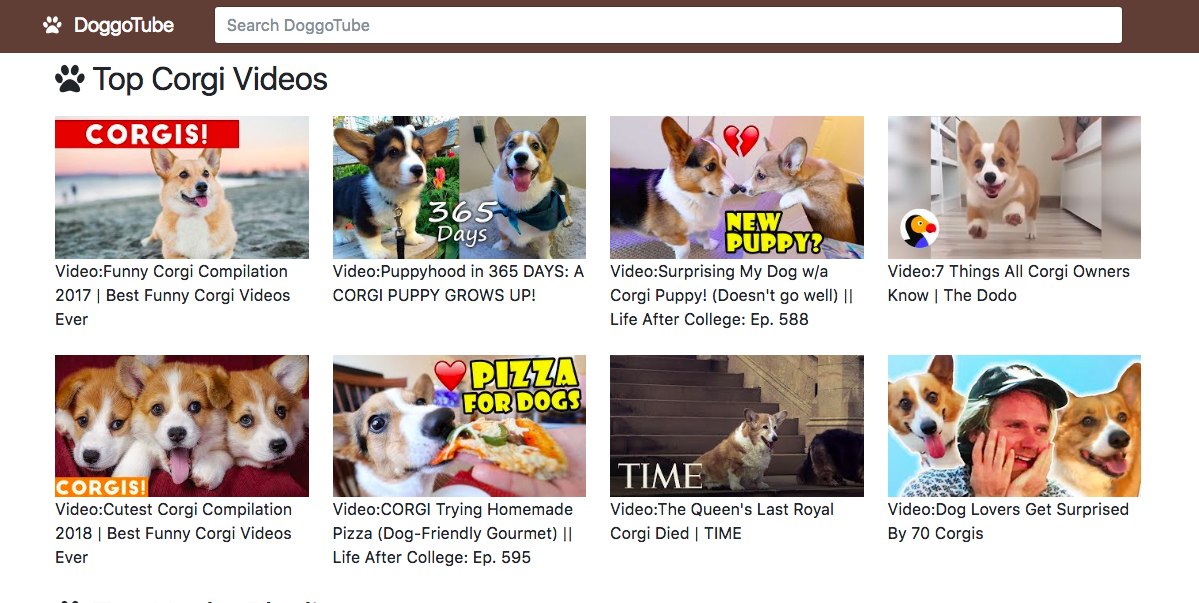 DoggoTube
Search DoggoTube
Top Corgi Videos
CORGIS!
365
Days
NEW
PUPPY?
Video:Funny Corgi Compilation
2017 | Best Funny Corgi Videos
Ever
Video:Puppyhood in 365 DAYS: A
CORGI PUPPY GROWS UP!
Video:Surprising My Dog w/a
Corgi Puppy! (Doesn't go well) ||
Life After College: Ep. 588
Video:7 Things All Corgi Owners
Know | The Dodo
CORGIS!
PIZZA
FOR DOGS
TIME
Video:Cutest Corgi Compilation
2018 | Best Funny Corgi Videos
Ever
Video:CORGI Trying Homemade
Pizza (Dog-Friendly Gourmet) ||
Life After College: Ep. 595
Video:The Queen's Last Royal
Corgi Died | TIME
Video:Dog Lovers Get Surprised
By 70 Corgis